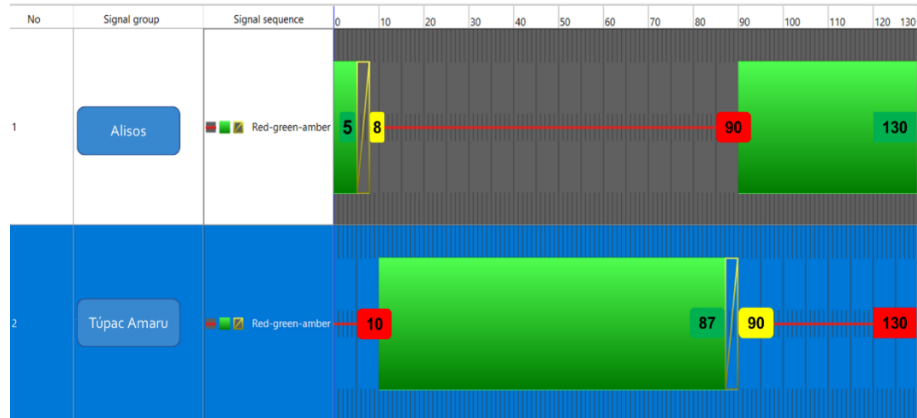 No Signal group Signal sequence 0 10 20 30 40 50 60 70 80 90 100 110 120 130
1 Alisos Red-green-amber 5 8 90 130
2 Túpac Amaru Red-green-amber 10 87 90 130